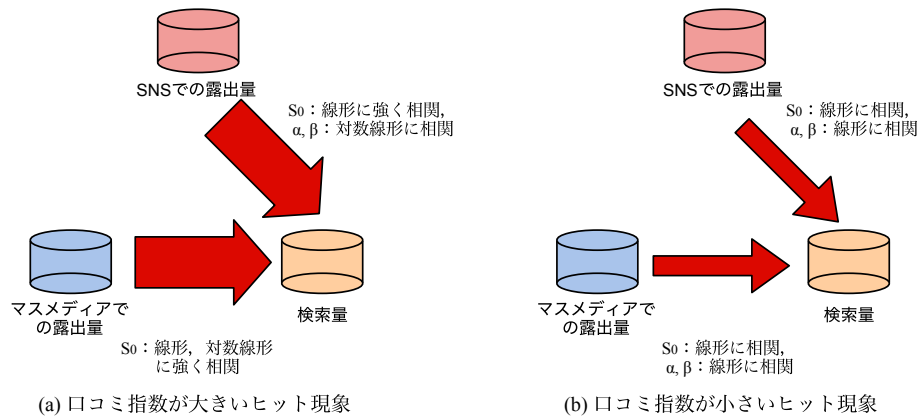 SNSでの露出量
S₀：線形に強く相関,
α, β：対数線形に相関
マスメディアで
の露出量
検索量
S₀：線形，対数線形
に強く相関
(a) 口コミ指数が大きいヒット現象
SNSでの露出量
S₀：線形に相関,
α, β：線形に相関
マスメディアで
の露出量
検索量
S₀：線形に相関,
α, β：線形に相関
(b) 口コミ指数が小さいヒット現象